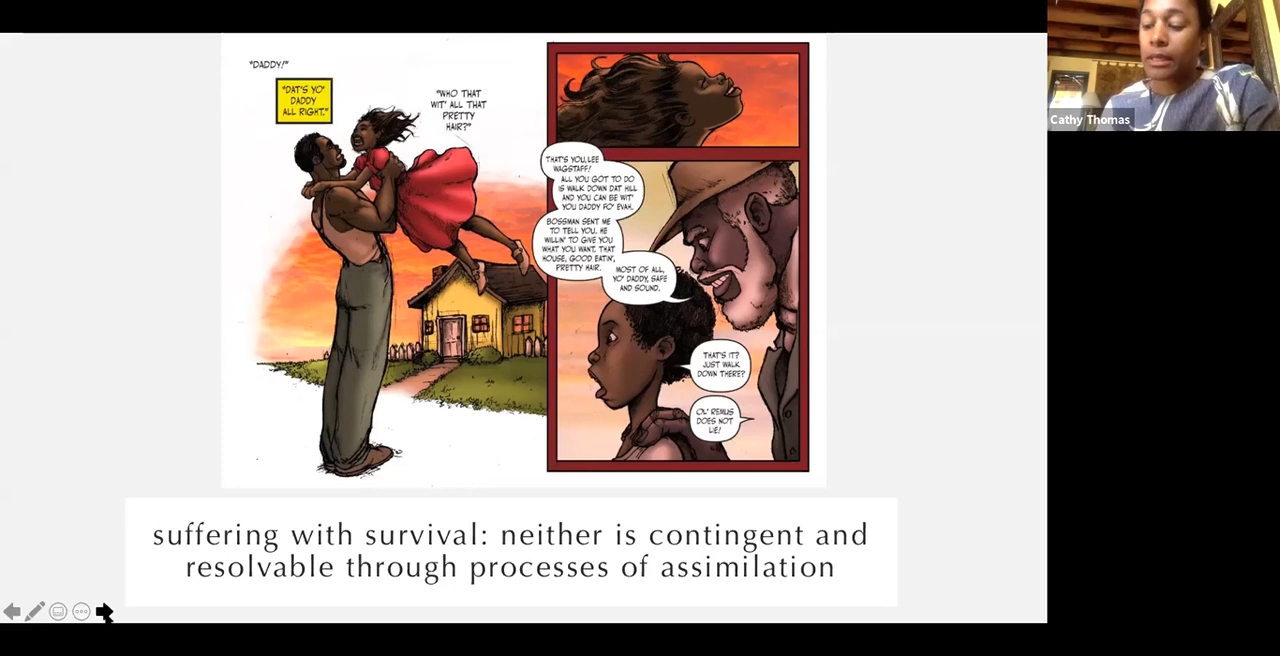 "DADDY!"
"DAT'S YO'
DADDY
ALL RIGHT."
"WHO THAT
WIT' ALL THAT
PRETTY
HAIR?"
THAT'S YOU, LEE
WAGSTAFF!
ALL YOU GOT TO DO
IS WALK DOWN DAT HILL
AND YOU CAN BE WIT'
YOU DADDY FO' EVAH.
BOSSMAN SENT ME
TO TELL YOU. HE
WILLIN' TO GIVE YOU
WHAT YOU WANT. THAT
HOUSE, GOOD EATIN',
PRETTY HAIR.
MOST OF ALL,
YO' DADDY, SAFE
AND SOUND.
THAT'S IT?
JUST WALK
DOWN THERE?
OL' REMUS
DOES NOT
LIE!
suffering with survival: neither is contingent and
resolvable through processes of assimilation
Cathy Thomas